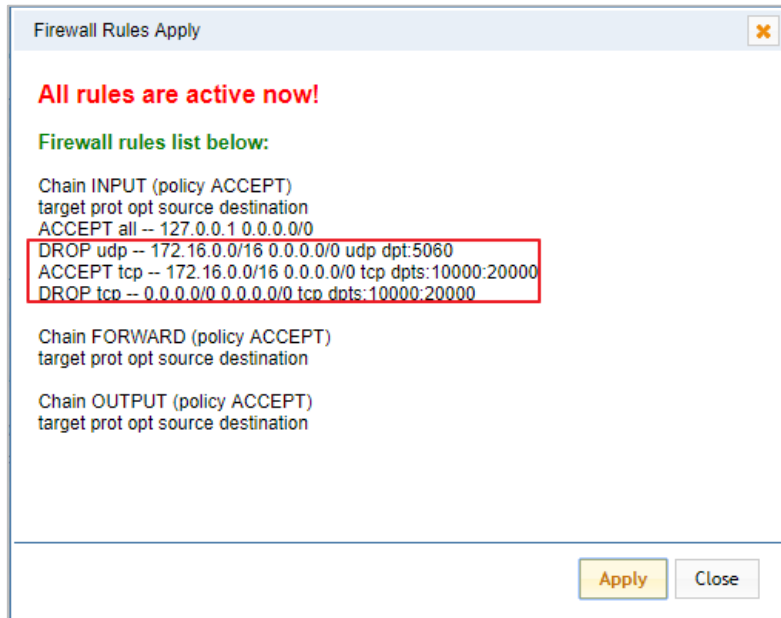 Firewall Rules Apply
All rules are active now!
Firewall rules list below:
Chain INPUT (policy ACCEPT)
target prot opt source destination
ACCEPT all -- 127.0.0.1 0.0.0.0/0
DROP udp -- 172.16.0.0/16 0.0.0.0/0 udp dpt:5060
ACCEPT tcp -- 172.16.0.0/16 0.0.0.0/0 tcp dpts:10000:20000
DROP tcp -- 0.0.0.0/0 0.0.0.0/0 tcp dpts:10000:20000
Chain FORWARD (policy ACCEPT)
target prot opt source destination
Chain OUTPUT (policy ACCEPT)
target prot opt source destination
Apply Close